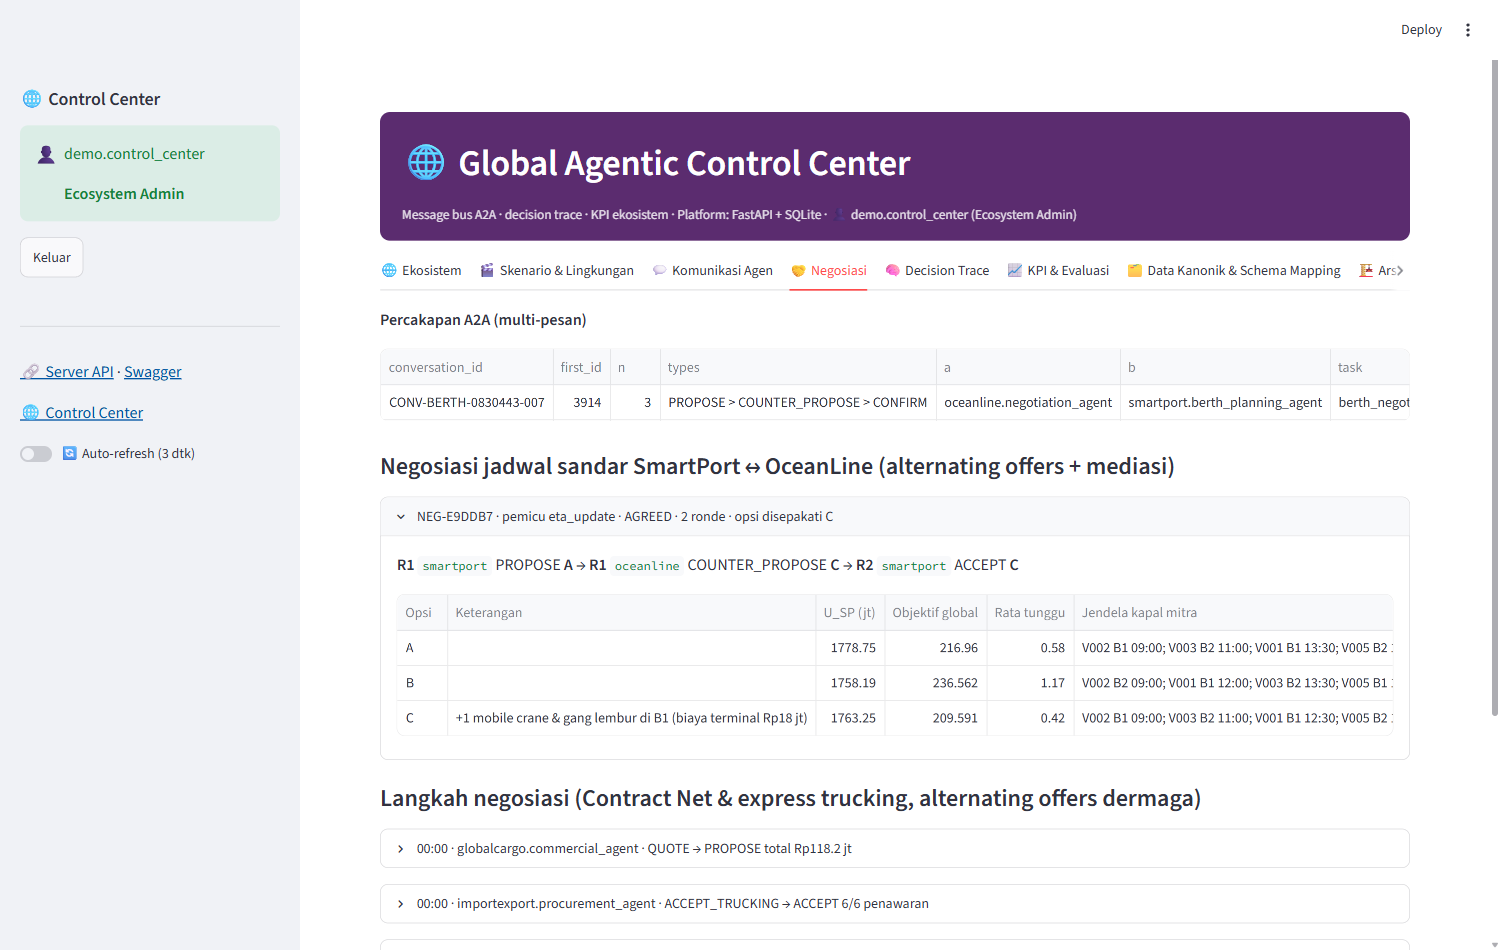 Deploy
Control Center
demo.control_center
Ecosystem Admin
Keluar
Server API · Swagger
Control Center
Auto-refresh (3 dtk)
Global Agentic Control Center
Message bus A2A · decision trace · KPI ekosistem · Platform: FastAPI + SQLite · demo.control_center (Ecosystem Admin)
Ekosistem Skenario & Lingkungan Komunikasi Agen Negosiasi Decision Trace KPI & Evaluasi Data Kanonik & Schema Mapping Ars
Percakapan A2A (multi-pesan)
conversation_id first_id n types a b task
CONV-BERTH-0830443-007 3914 3 PROPOSE > COUNTER_PROPOSE > CONFIRM oceanline.negotiation_agent smartport.berth_planning_agent berth_negot
Negosiasi jadwal sandar SmartPort ↔ OceanLine (alternating offers + mediasi)
NEG-E9DDB7 · pemicu eta_update · AGREED · 2 ronde · opsi disepakati C
R1 smartport PROPOSE A → R1 oceanline COUNTER_PROPOSE C → R2 smartport ACCEPT C
Opsi Keterangan U_SP (jt) Objektif global Rata tunggu Jendela kapal mitra
A 1778.75 216.96 0.58 V002 B1 09:00; V003 B2 11:00; V001 B1 13:30; V005 B2
B 1758.19 236.562 1.17 V002 B2 09:00; V001 B1 12:00; V003 B2 13:30; V005 B1
C +1 mobile crane & gang lembur di B1 (biaya terminal Rp18 jt) 1763.25 209.591 0.42 V002 B1 09:00; V003 B2 11:00; V001 B1 12:30; V005 B2
Langkah negosiasi (Contract Net & express trucking, alternating offers dermaga)
00:00 · globalcargo.commercial_agent · QUOTE → PROPOSE total Rp118.2 jt
00:00 · importexport.procurement_agent · ACCEPT_TRUCKING → ACCEPT 6/6 penawaran